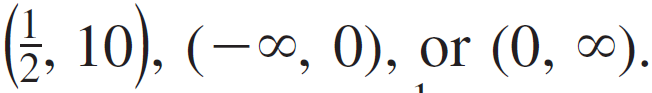 (1/2, 10), (−∞, 0), or (0, ∞).